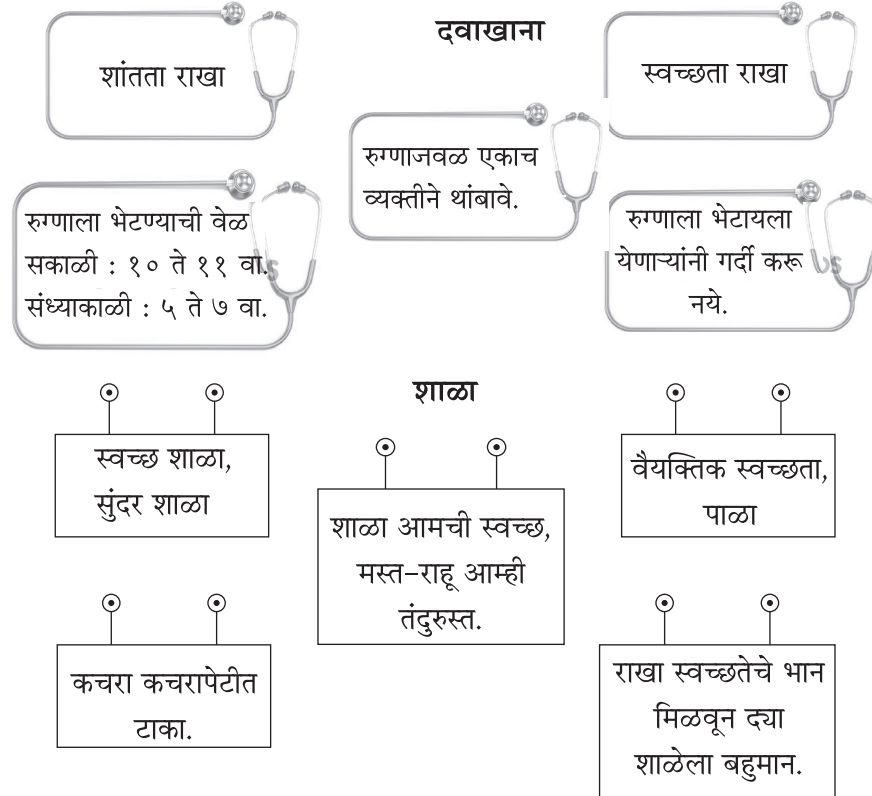 दवाखाना
शांतता राखा
स्वच्छता राखा
रुग्णाजवळ एकाच
व्यक्तीने थांबावे.
रुग्णाला भेटण्याची वेळ
सकाळी : १० ते ११ वा.
संध्याकाळी : ५ ते ७ वा.
रुग्णाला भेटायला
येणाऱ्यांनी गर्दी करू
नये.
शाळा
स्वच्छ शाळा,
सुंदर शाळा
शाळा आमची स्वच्छ,
मस्त-राहू आम्ही
तंदुरुस्त.
वैयक्तिक स्वच्छता,
पाळा
कचरा कचरापेटीत
टाका.
राखा स्वच्छतेचे भान
मिळवून द्या
शाळेला बहुमान.